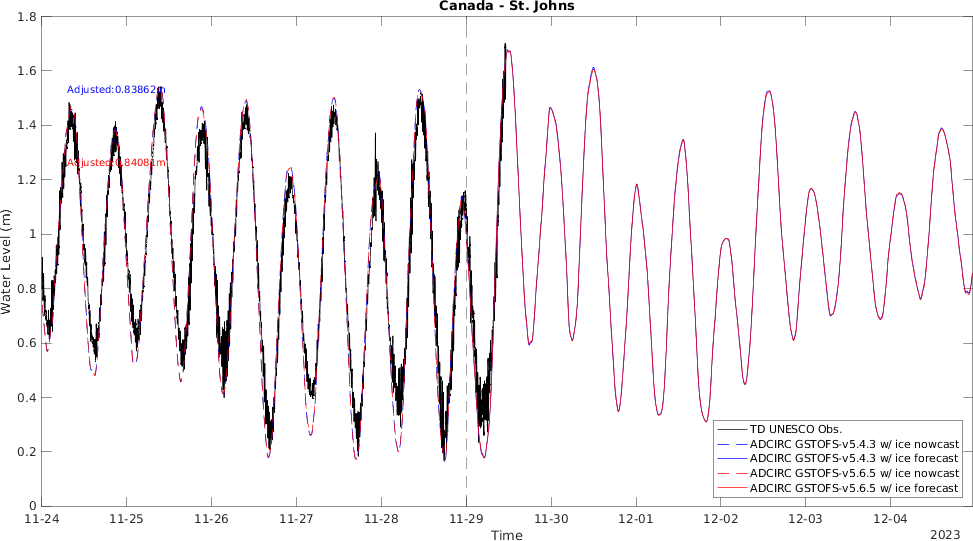 Canada - St. Johns
1.8
1.6
1.4
1.2
1
0.8
0.6
0.4
0.2
0
Water Level (m)
Adjusted:0.83862m
Adjusted:0.84081m
TD UNESCO Obs.
ADCIRC GSTOFS-v5.4.3 w/ ice nowcast
ADCIRC GSTOFS-v5.4.3 w/ ice forecast
ADCIRC GSTOFS-v5.6.5 w/ ice nowcast
ADCIRC GSTOFS-v5.6.5 w/ ice forecast
11-24 11-25 11-26 11-27 11-28 11-29 11-30 12-01 12-02 12-03 12-04
Time
2023